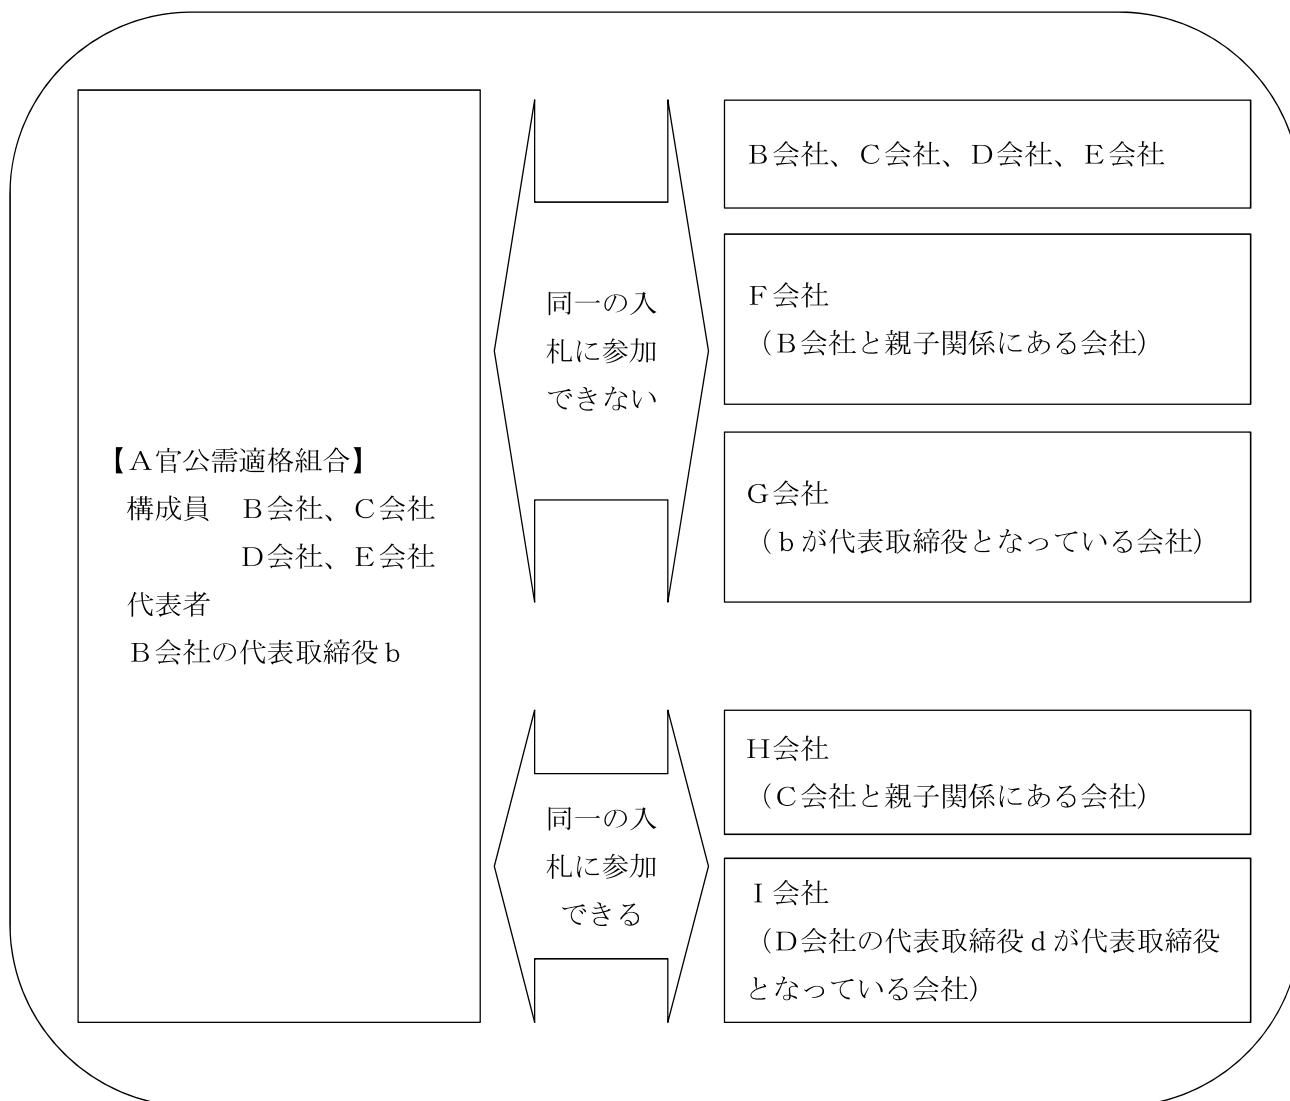 【Ａ官公需適格組合】
構成員　Ｂ会社、Ｃ会社
Ｄ会社、Ｅ会社
代表者
Ｂ会社の代表取締役ｂ
同一の入
札に参加
できない
Ｂ会社、Ｃ会社、Ｄ会社、Ｅ会社
Ｆ会社
（Ｂ会社と親子関係にある会社）
Ｇ会社
（ｂが代表取締役となっている会社）
同一の入
札に参加
できる
Ｈ会社
（Ｃ会社と親子関係にある会社）
Ｉ会社
（Ｄ会社の代表取締役ｄが代表取締役
となっている会社）